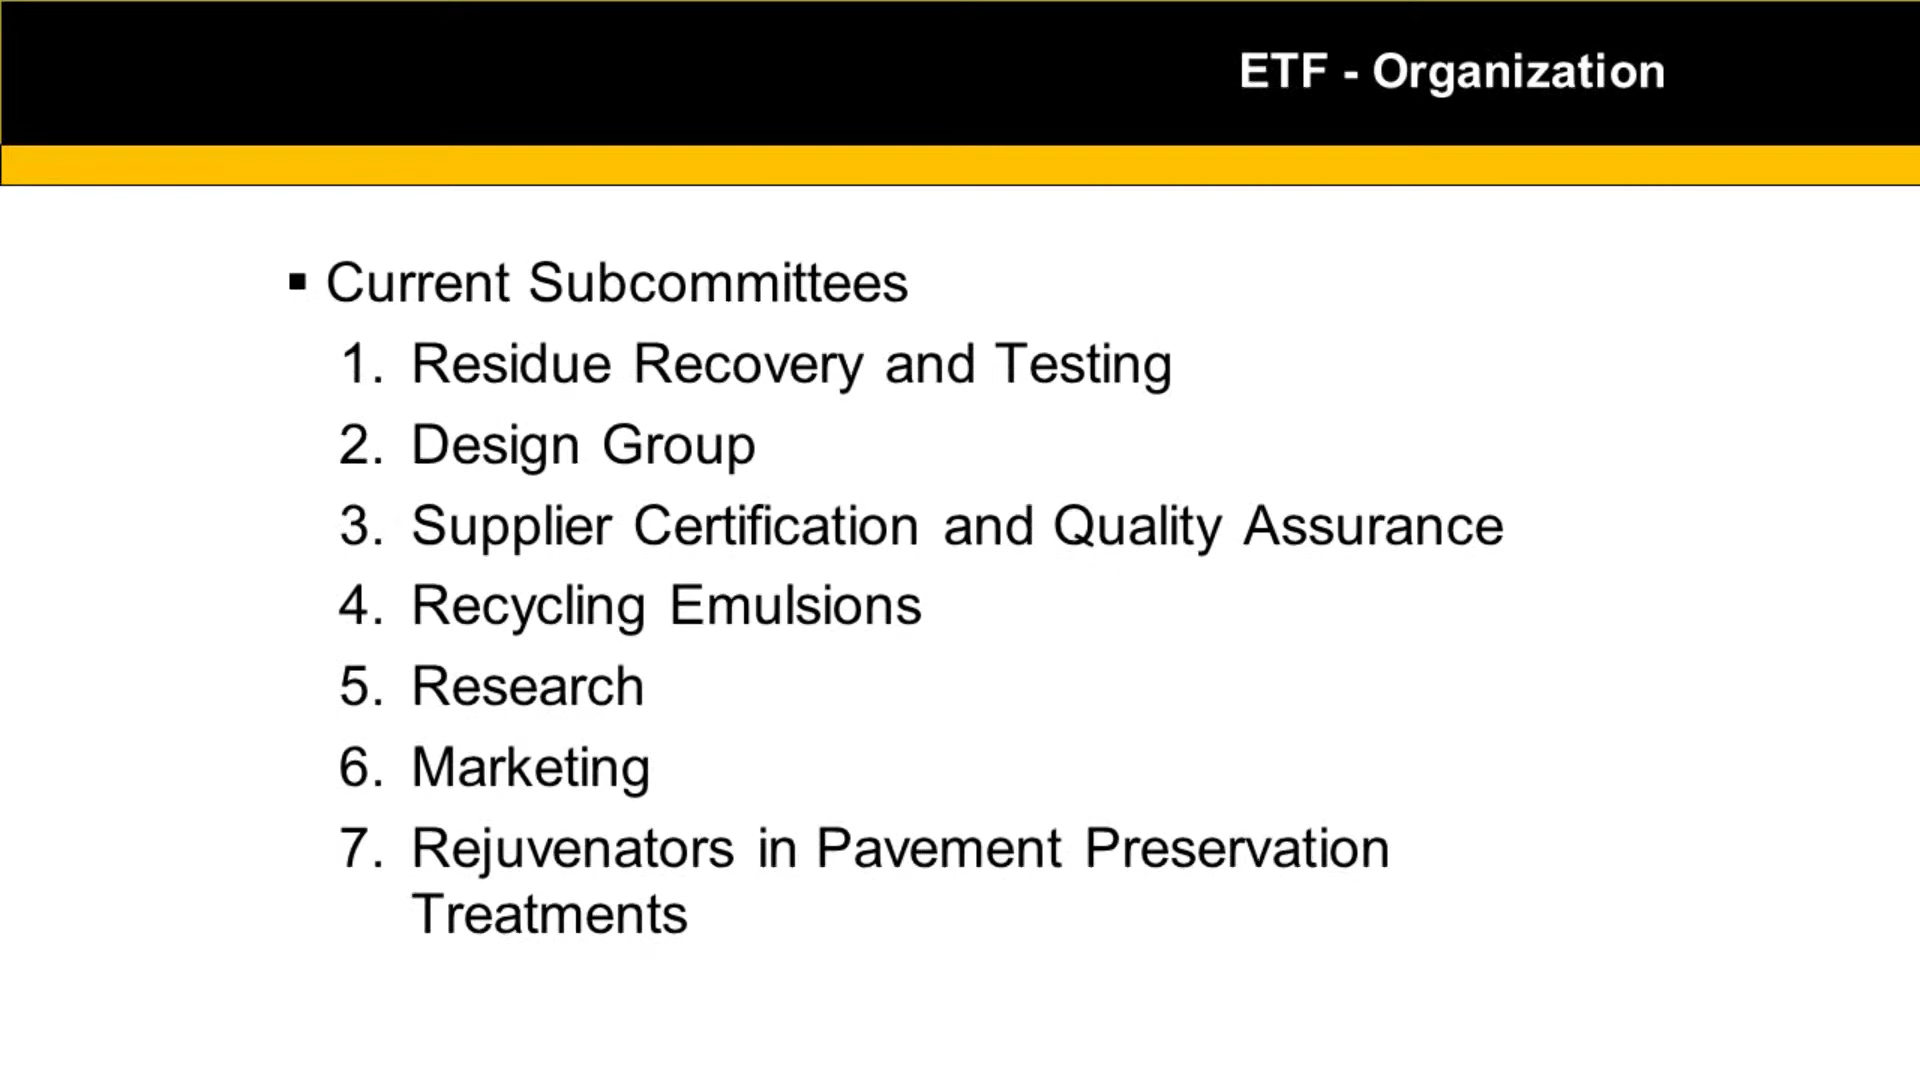 ETF - Organization
▪ Current Subcommittees
1. Residue Recovery and Testing
2. Design Group
3. Supplier Certification and Quality Assurance
4. Recycling Emulsions
5. Research
6. Marketing
7. Rejuvenators in Pavement Preservation
Treatments